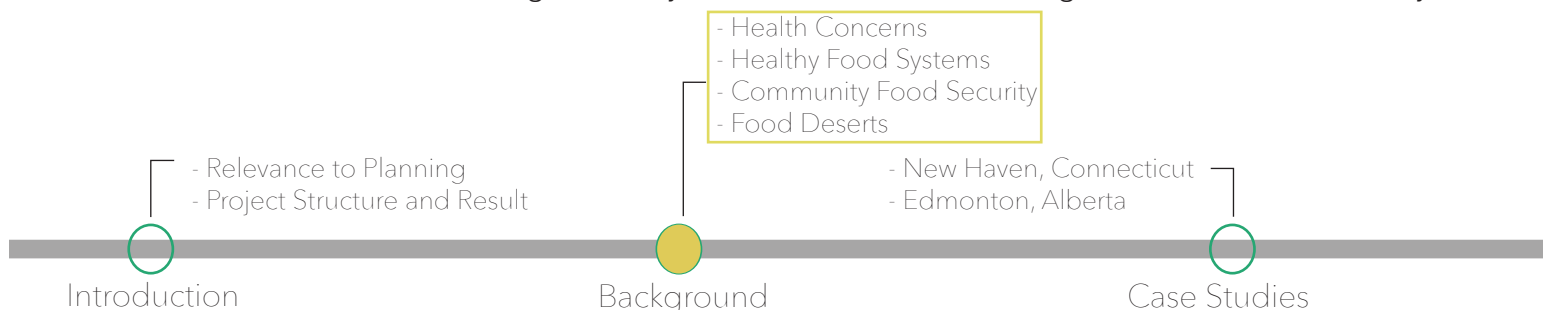 - Health Concerns
- Healthy Food Systems
- Community Food Security
- Food Deserts
- Relevance to Planning
- Project Structure and Result
- New Haven, Connecticut
- Edmonton, Alberta
Introduction
Background
Case Studies